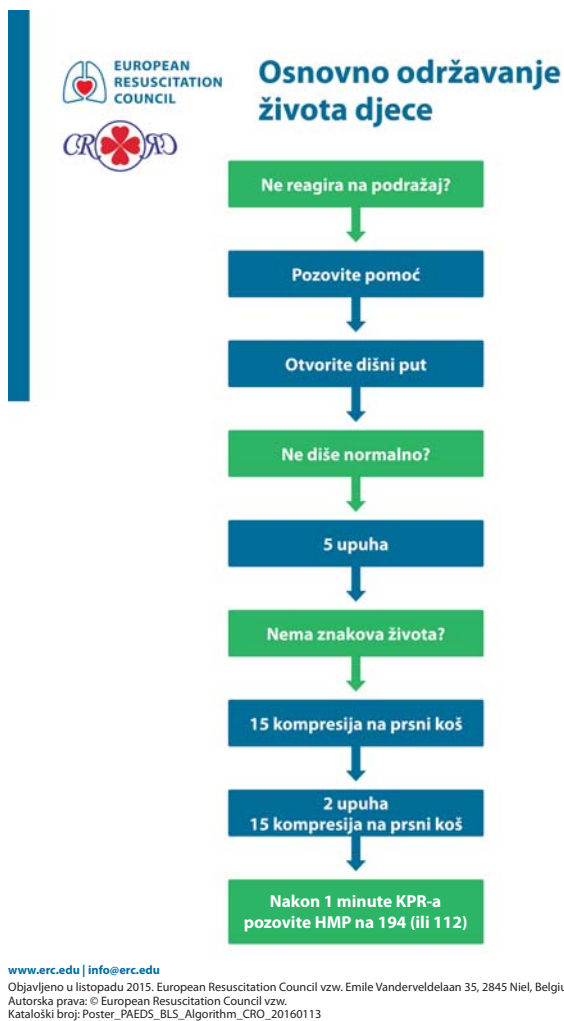 EUROPEAN
RESUSCITATION
COUNCIL
Osnovno održavanje
života djece
Ne reagira na podražaj?
Pozovite pomoć
Otvorite dišni put
Ne diše normalno?
5 upuha
Nema znakova života?
15 kompresija na prsni koš
2 upuha
15 kompresija na prsni koš
Nakon 1 minute KPR-a
pozovite HMP na 194 (ili 112)
www.erc.edu | info@erc.edu
Objavljeno u listopadu 2015. European Resuscitation Council vzw. Emile Vanderveldelaan 35, 2845 Niel, Belgiu
Autorska prava: © European Resuscitation Council vzw.
Kataloški broj: Poster_PAEDS_BLS_Algorithm_CRO_20160113